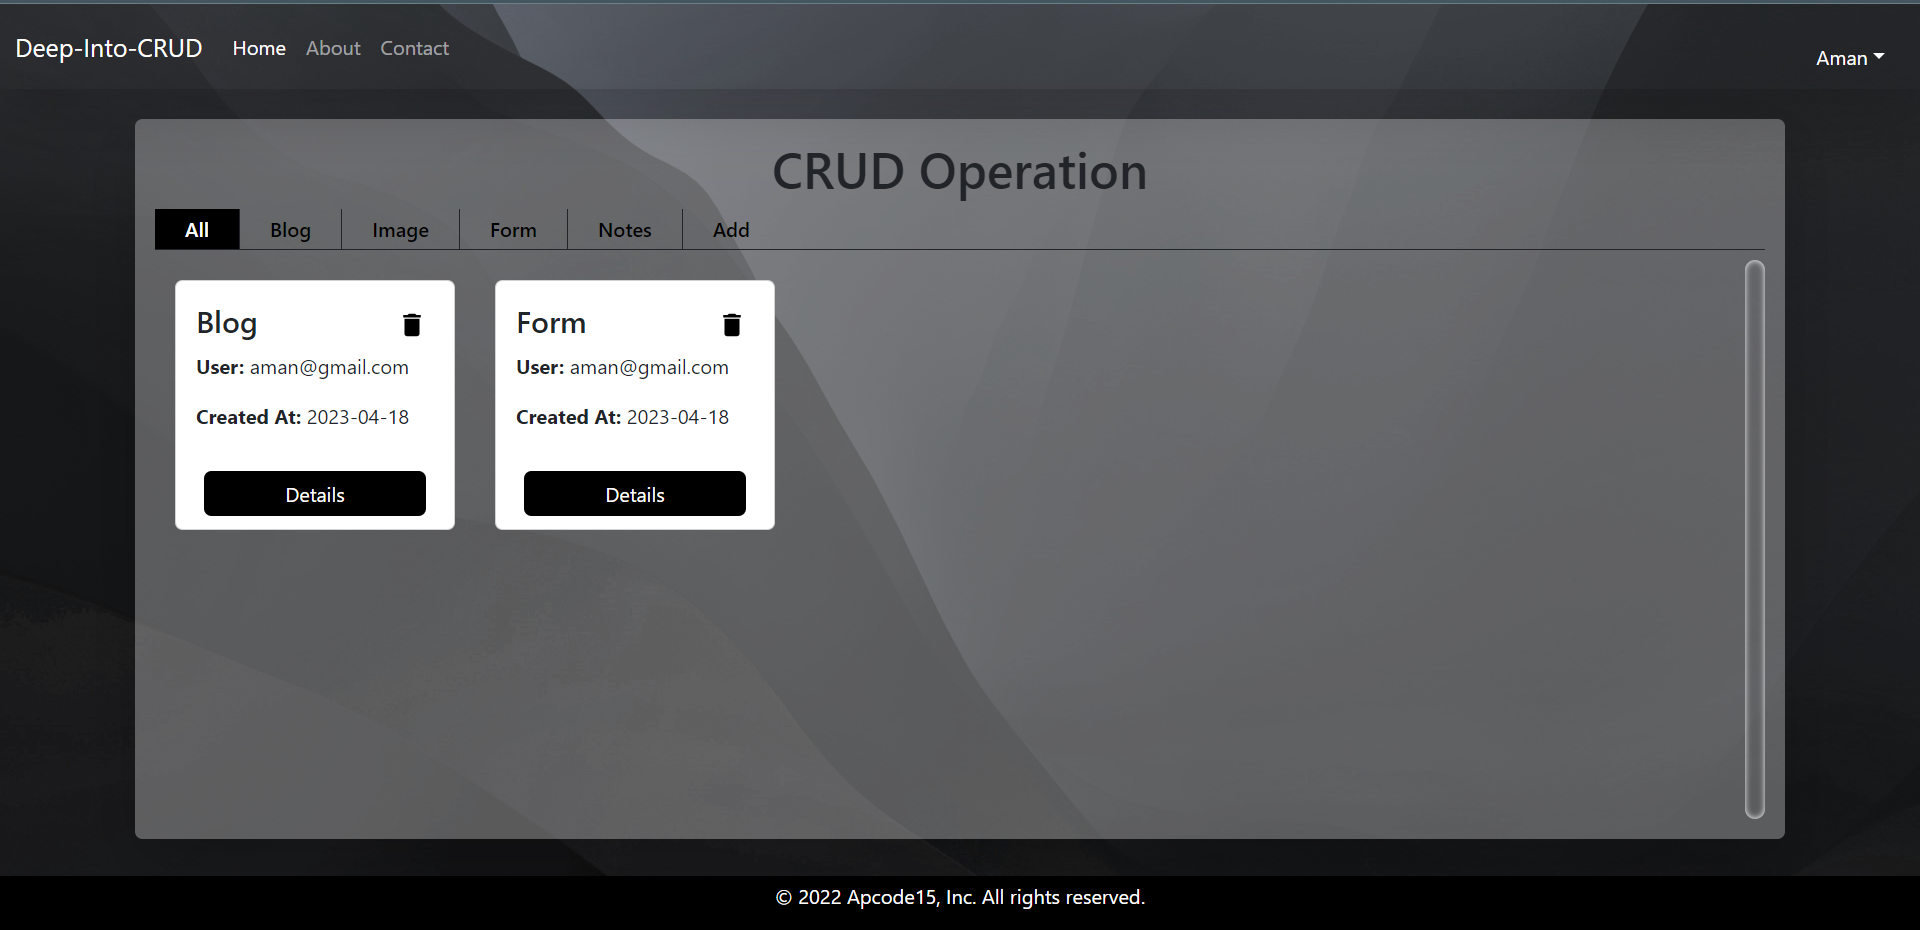 Deep-Into-CRUD Home About Contact
Aman
CRUD Operation
All Blog Image Form Notes Add
Blog
User: aman@gmail.com
Created At: 2023-04-18
Details
Form
User: aman@gmail.com
Created At: 2023-04-18
Details
© 2022 Apcode15, Inc. All rights reserved.